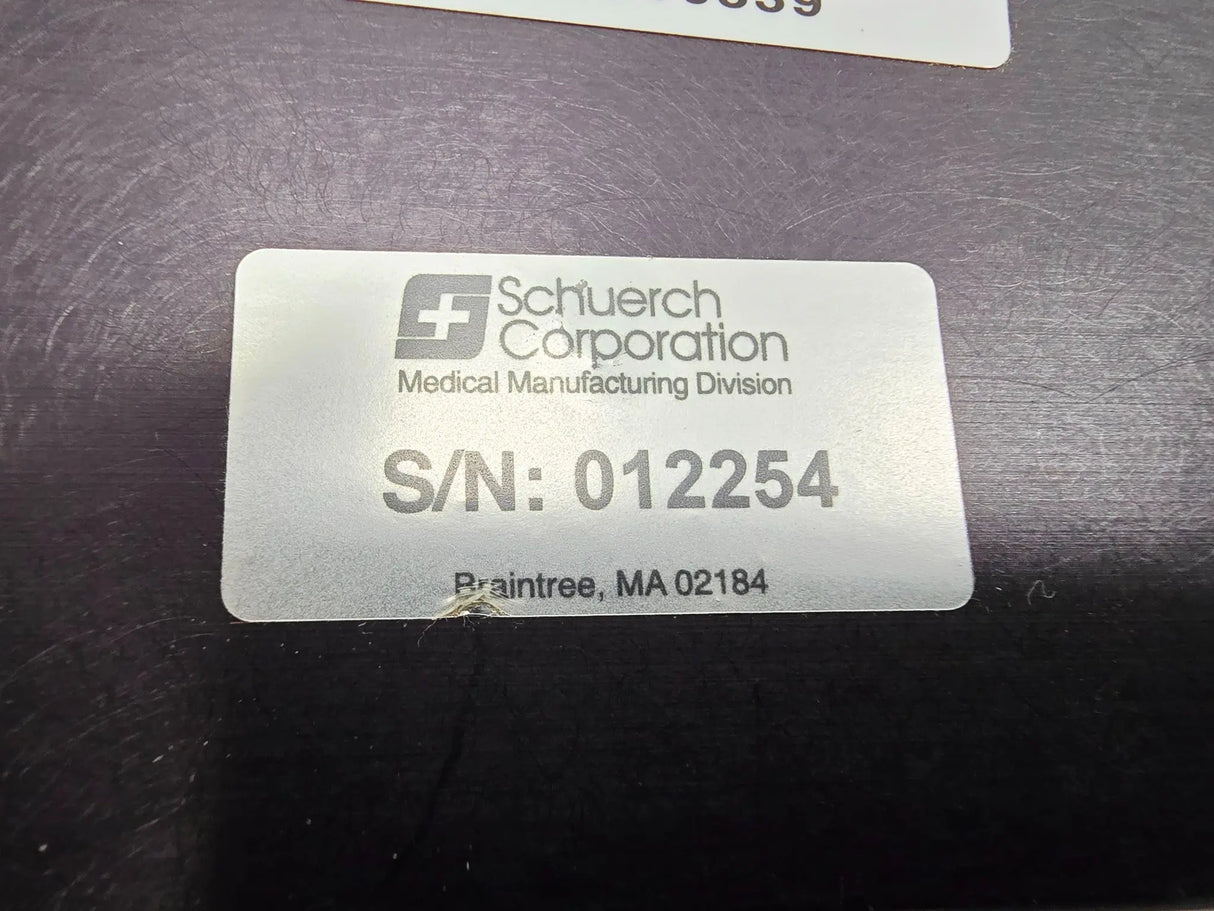 Schuerch
Corporation
Medical Manufacturing Division
S/N: 012254
Braintree, MA 02184